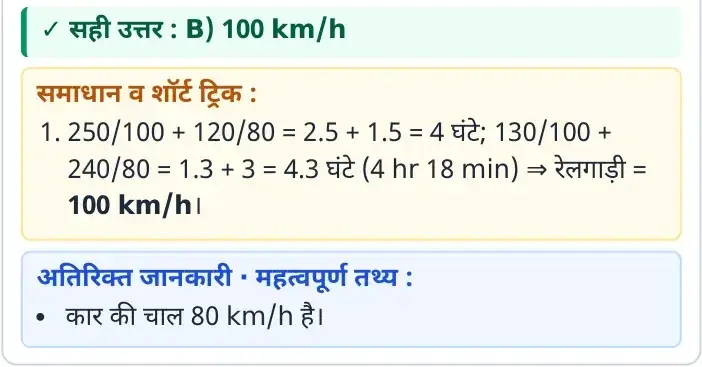 ✓ सही उत्तर : B) 100 km/h
समाधान व शॉर्ट ट्रिक :
1. 250/100 + 120/80 = 2.5 + 1.5 = 4 घंटे; 130/100 +
240/80 = 1.3 + 3 = 4.3 घंटे (4 hr 18 min) ⇒ रेलगाड़ी =
100 km/h।
अतिरिक्त जानकारी · महत्वपूर्ण तथ्य :
• कार की चाल 80 km/h है।